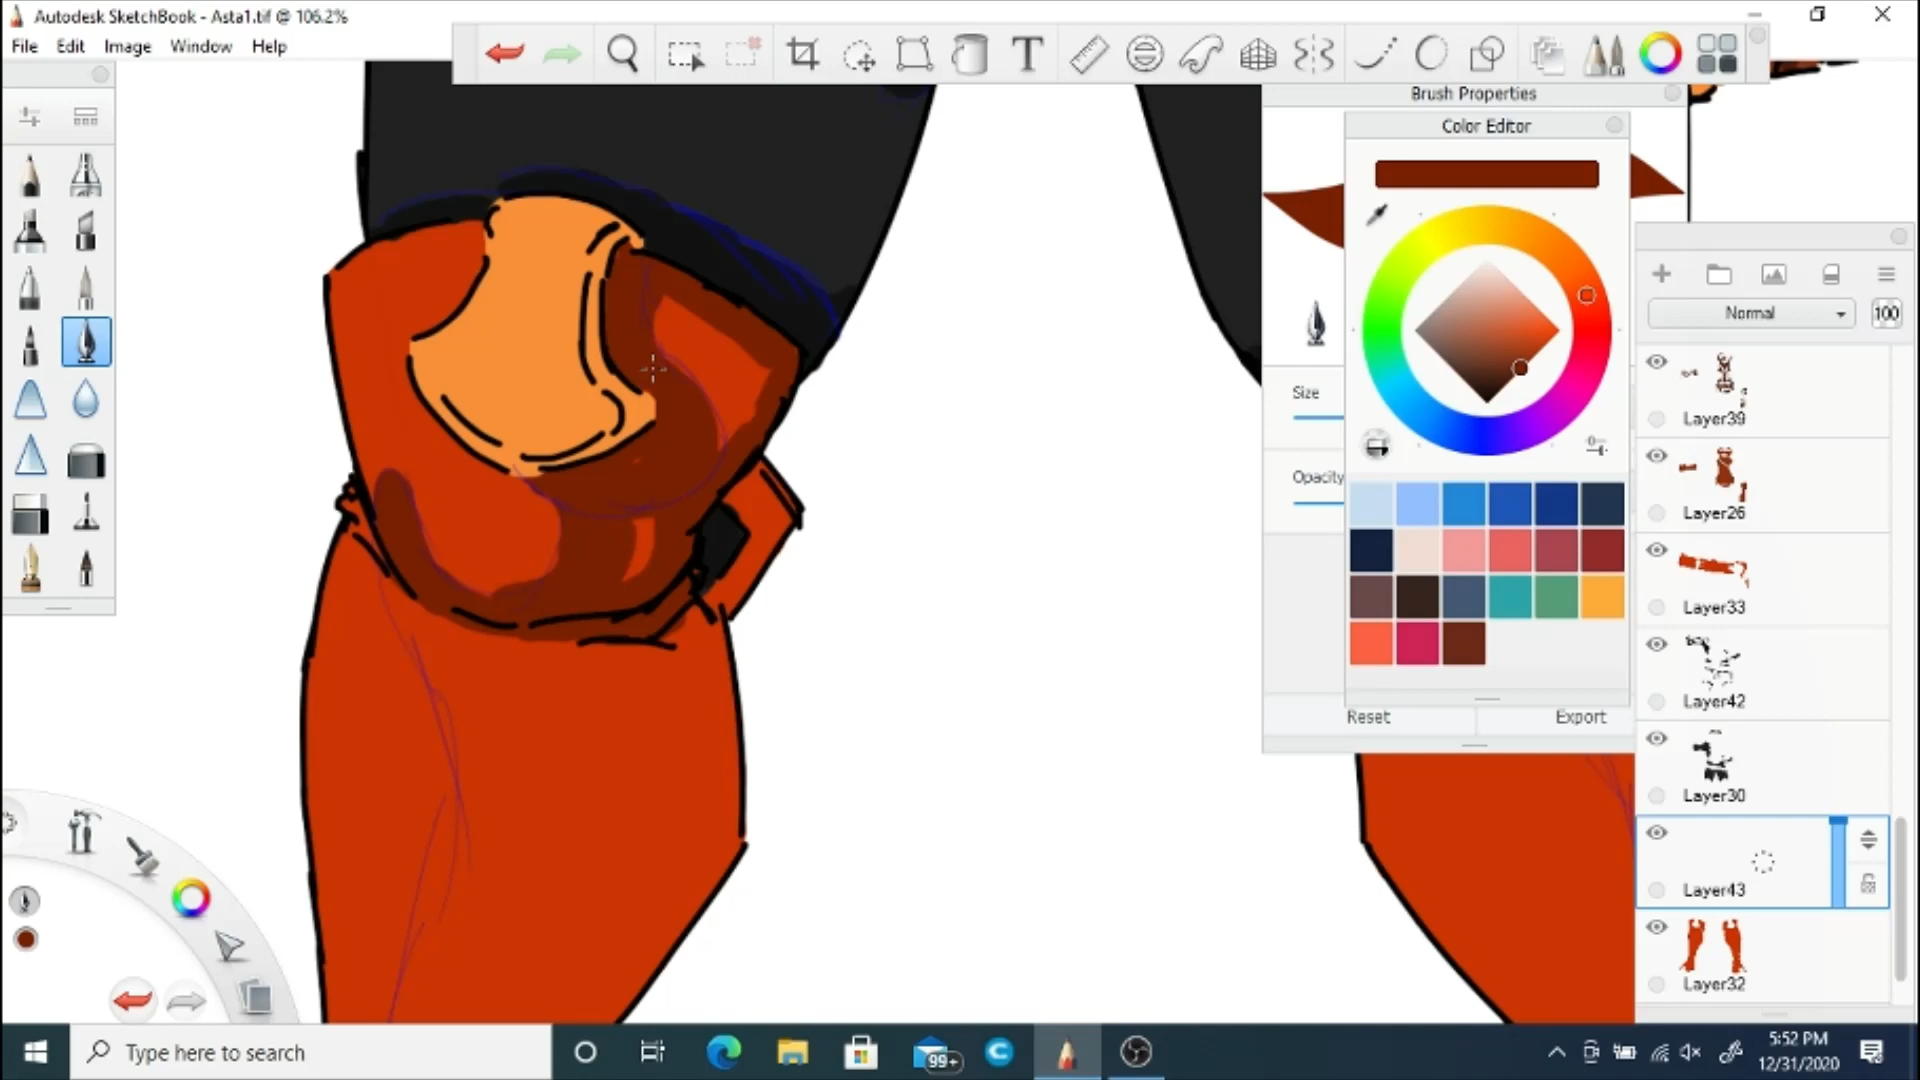 Autodesk SketchBook - Asta1.tif @ 106.2%
File Edit Image Window Help
T
Brush Properties
Color Editor
Size
Opacity
Reset Export
Normal 100
Layer39
Layer26
Layer33
Layer42
Layer30
Layer43
Layer32
Type here to search
99+
5:52 PM
12/31/2020